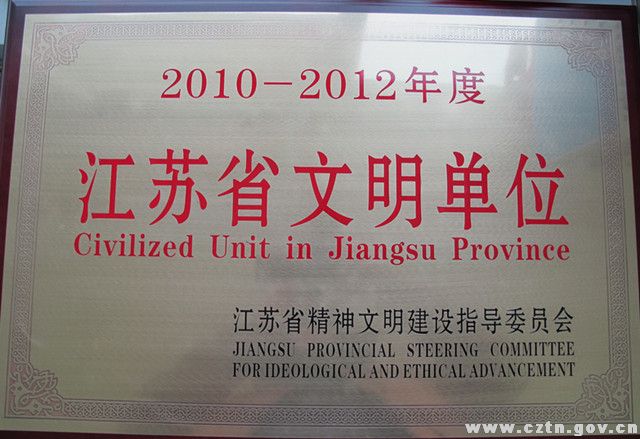 2010-2012年度
江苏省文明单位
Civilized Unit in Jiangsu Province
江苏省精神文明建设指导委员会
JIANGSU PROVINCIAL STEERING COMMITTEE
FOR IDEOLOGICAL AND ETHICAL ADVANCEMENT
www.cztn.gov.cn